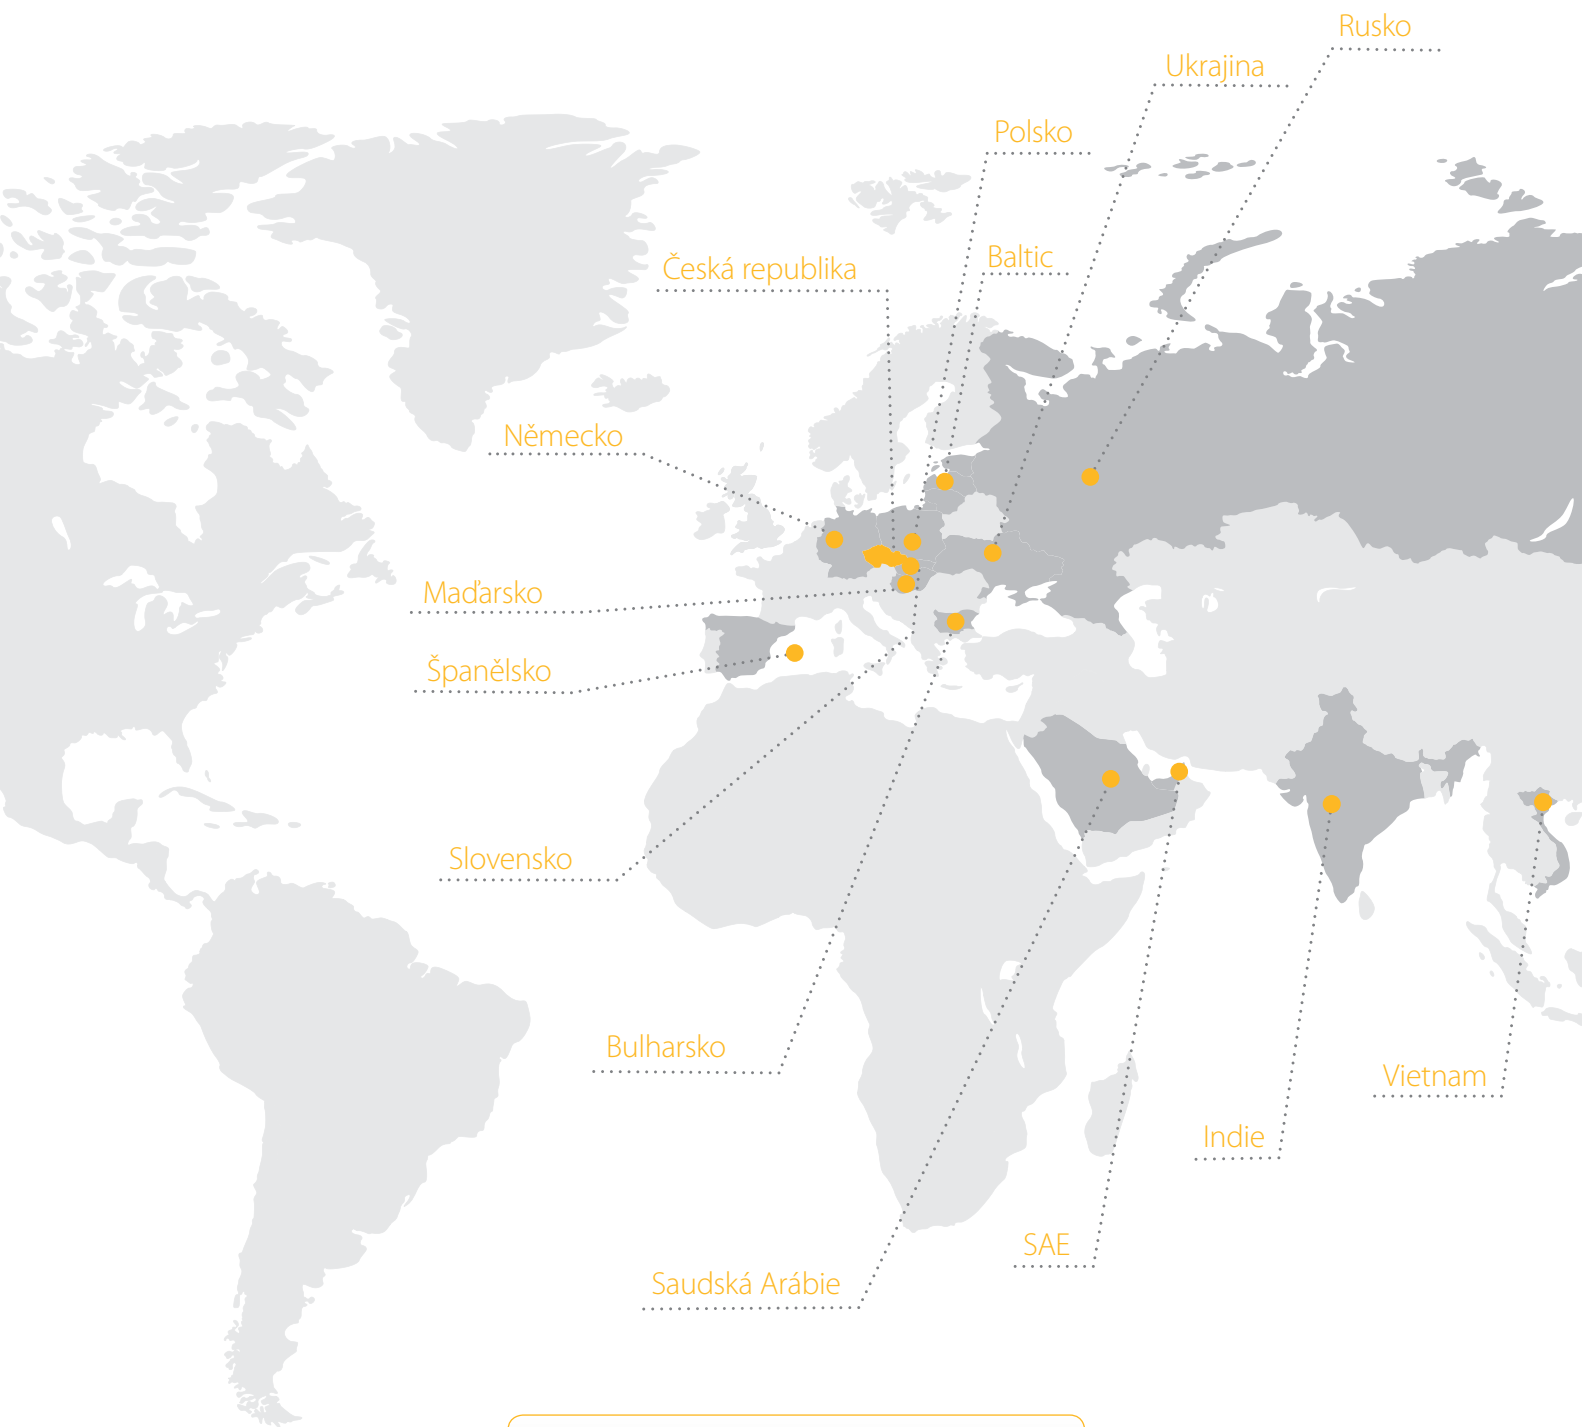 Rusko
Ukrajina
Polsko
Baltic
Česká republika
Německo
Maďarsko
Španělsko
Slovensko
Bulharsko
Vietnam
Indie
SAE
Saudská Arábie